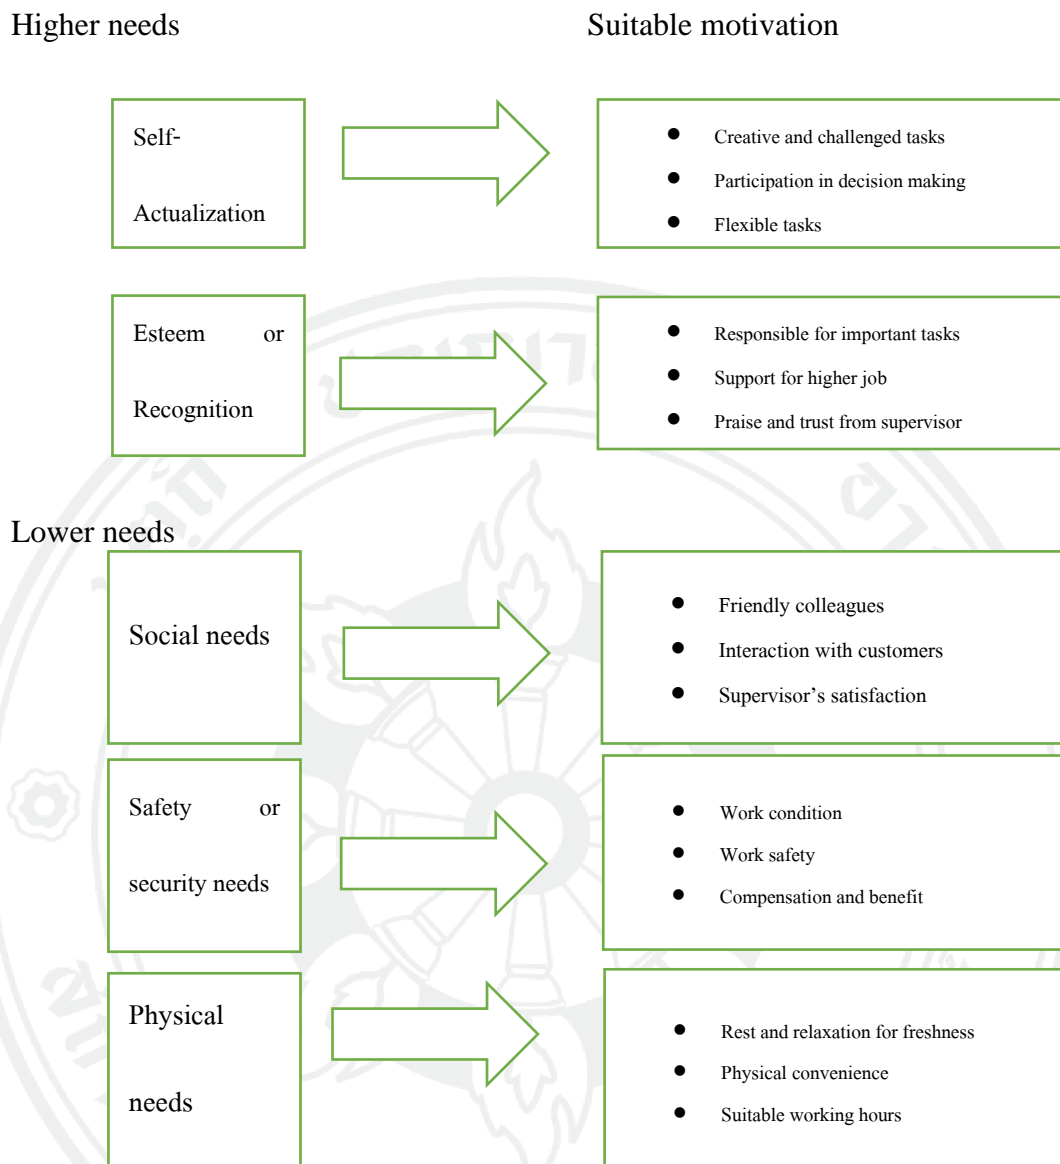 Higher needs
Suitable motivation
Self-
Actualization
Creative and challenged tasks
Participation in decision making
Flexible tasks
Esteem or
Recognition
Responsible for important tasks
Support for higher job
Praise and trust from supervisor
Lower needs
Social needs
Friendly colleagues
Interaction with customers
Supervisor’s satisfaction
Safety or
security needs
Work condition
Work safety
Compensation and benefit
Physical
needs
Rest and relaxation for freshness
Physical convenience
Suitable working hours